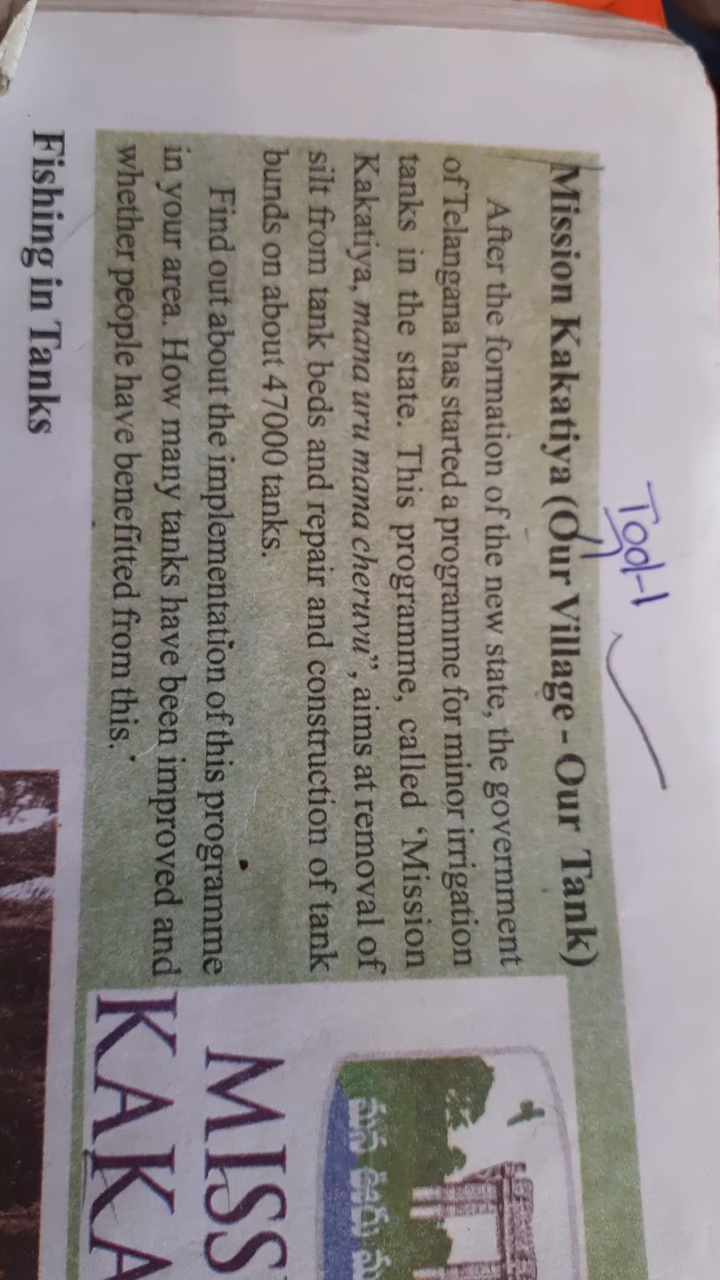 Tool-1
Mission Kakatiya (Our Village - Our Tank)
After the formation of the new state, the government
of Telangana has started a programme for minor irrigation
tanks in the state. This programme, called ‘Mission
Kakatiya, mana uru mana cheruvu”, aims at removal of
silt from tank beds and repair and construction of tank
bunds on about 47000 tanks.
Find out about the implementation of this programme
in your area. How many tanks have been improved and
whether people have benefitted from this.
మన ఊరు మ
MISS
KAKA
Fishing in Tanks